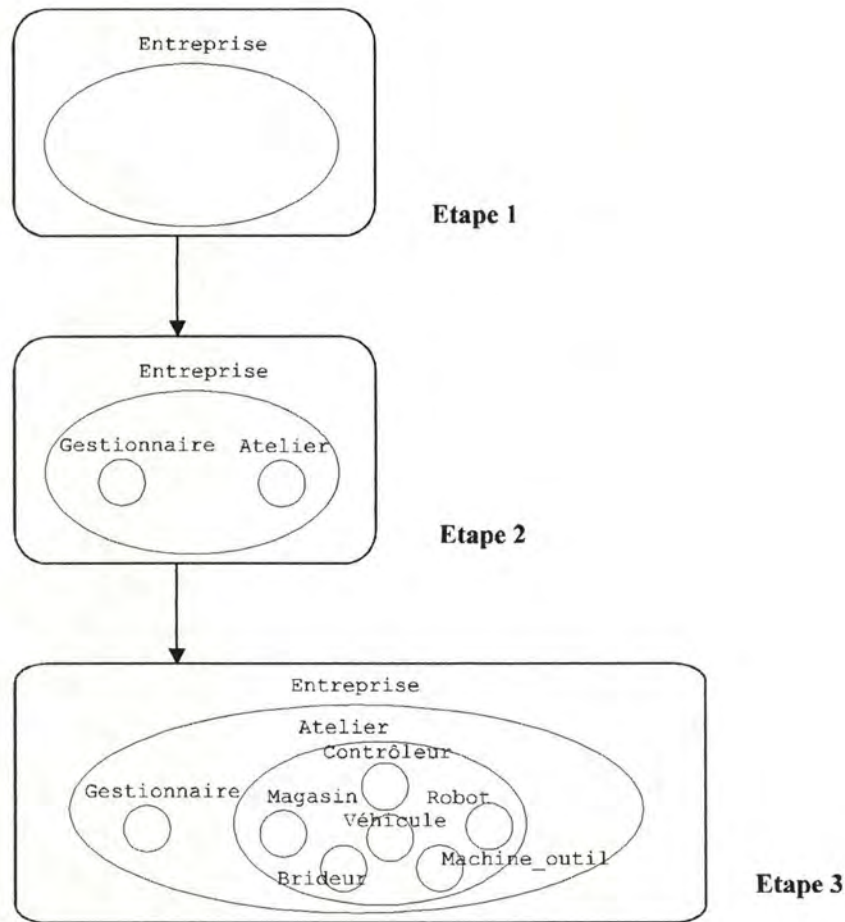 Entreprise
Etape 1
Entreprise
Gestionnaire Atelier
Etape 2
Entreprise
Atelier
Contrôleur
Gestionnaire Magasin Robot
Véhicule
Machine_outil
Brideur
Etape 3